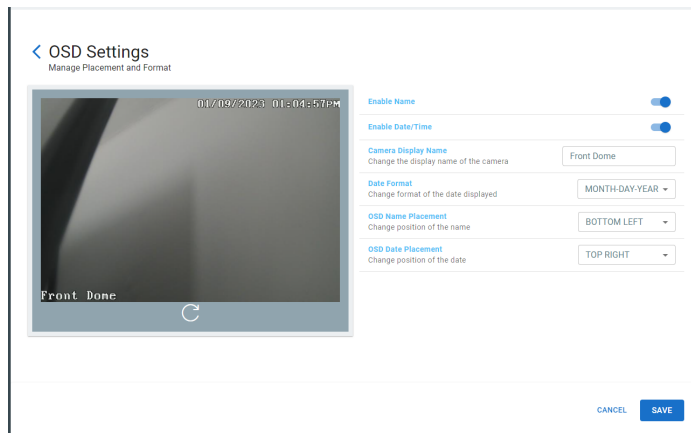 OSD Settings
Manage Placement and Format
01/09/2023 01:04:57PM
Front Dome
Enable Name
Enable Date/Time
Camera Display Name
Change the display name of the camera
Front Dome
Date Format
Change format of the date displayed
MONTH-DAY-YEAR
OSD Name Placement
Change position of the name
BOTTOM LEFT
OSD Date Placement
Change position of the date
TOP RIGHT
CANCEL
SAVE